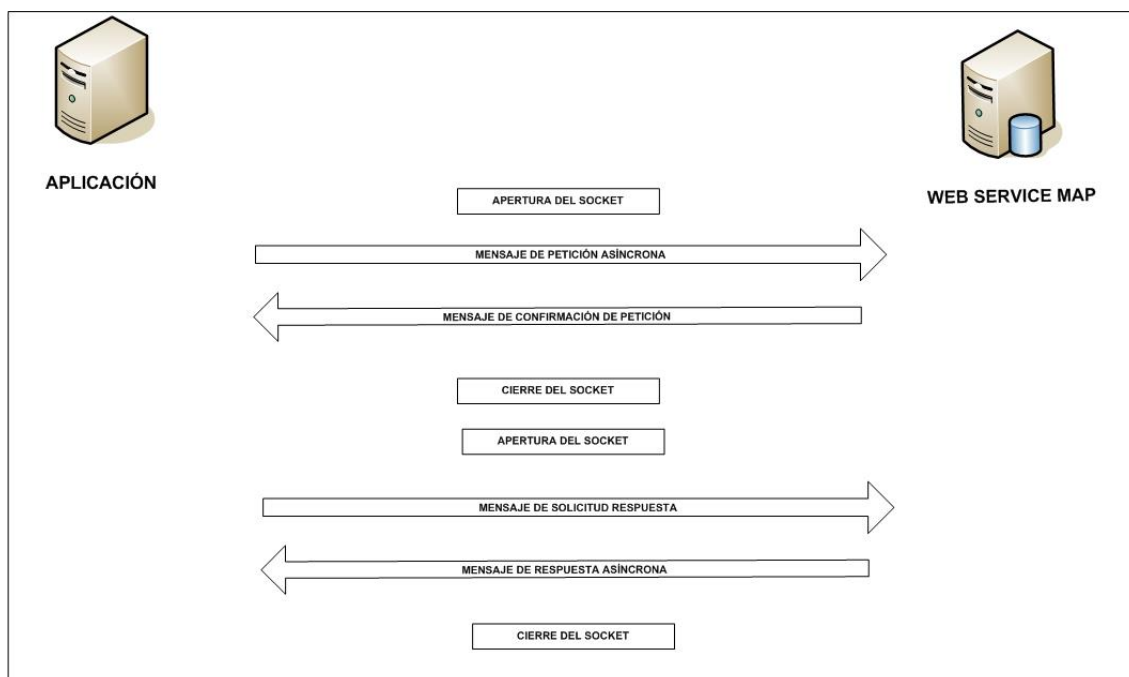 APLICACIÓN
WEB SERVICE MAP
APERTURA DEL SOCKET
MENSAJE DE PETICIÓN ASÍNCRONA
MENSAJE DE CONFIRMACIÓN DE PETICIÓN
CIERRE DEL SOCKET
APERTURA DEL SOCKET
MENSAJE DE SOLICITUD RESPUESTA
MENSAJE DE RESPUESTA ASÍNCRONA
CIERRE DEL SOCKET